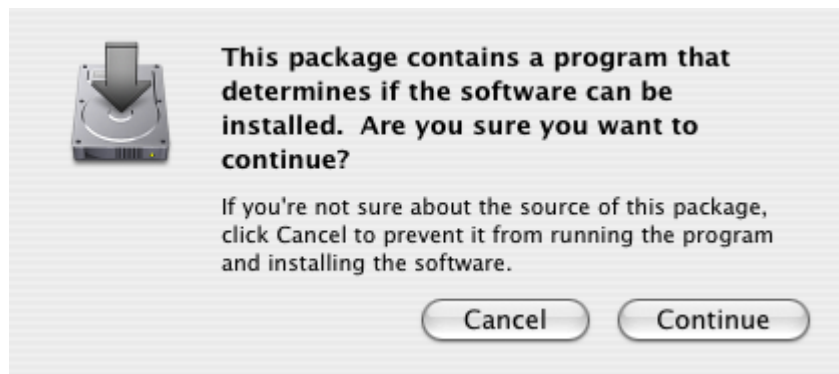 This package contains a program that
determines if the software can be
installed.  Are you sure you want to
continue?
If you're not sure about the source of this package,
click Cancel to prevent it from running the program
and installing the software.
Cancel Continue